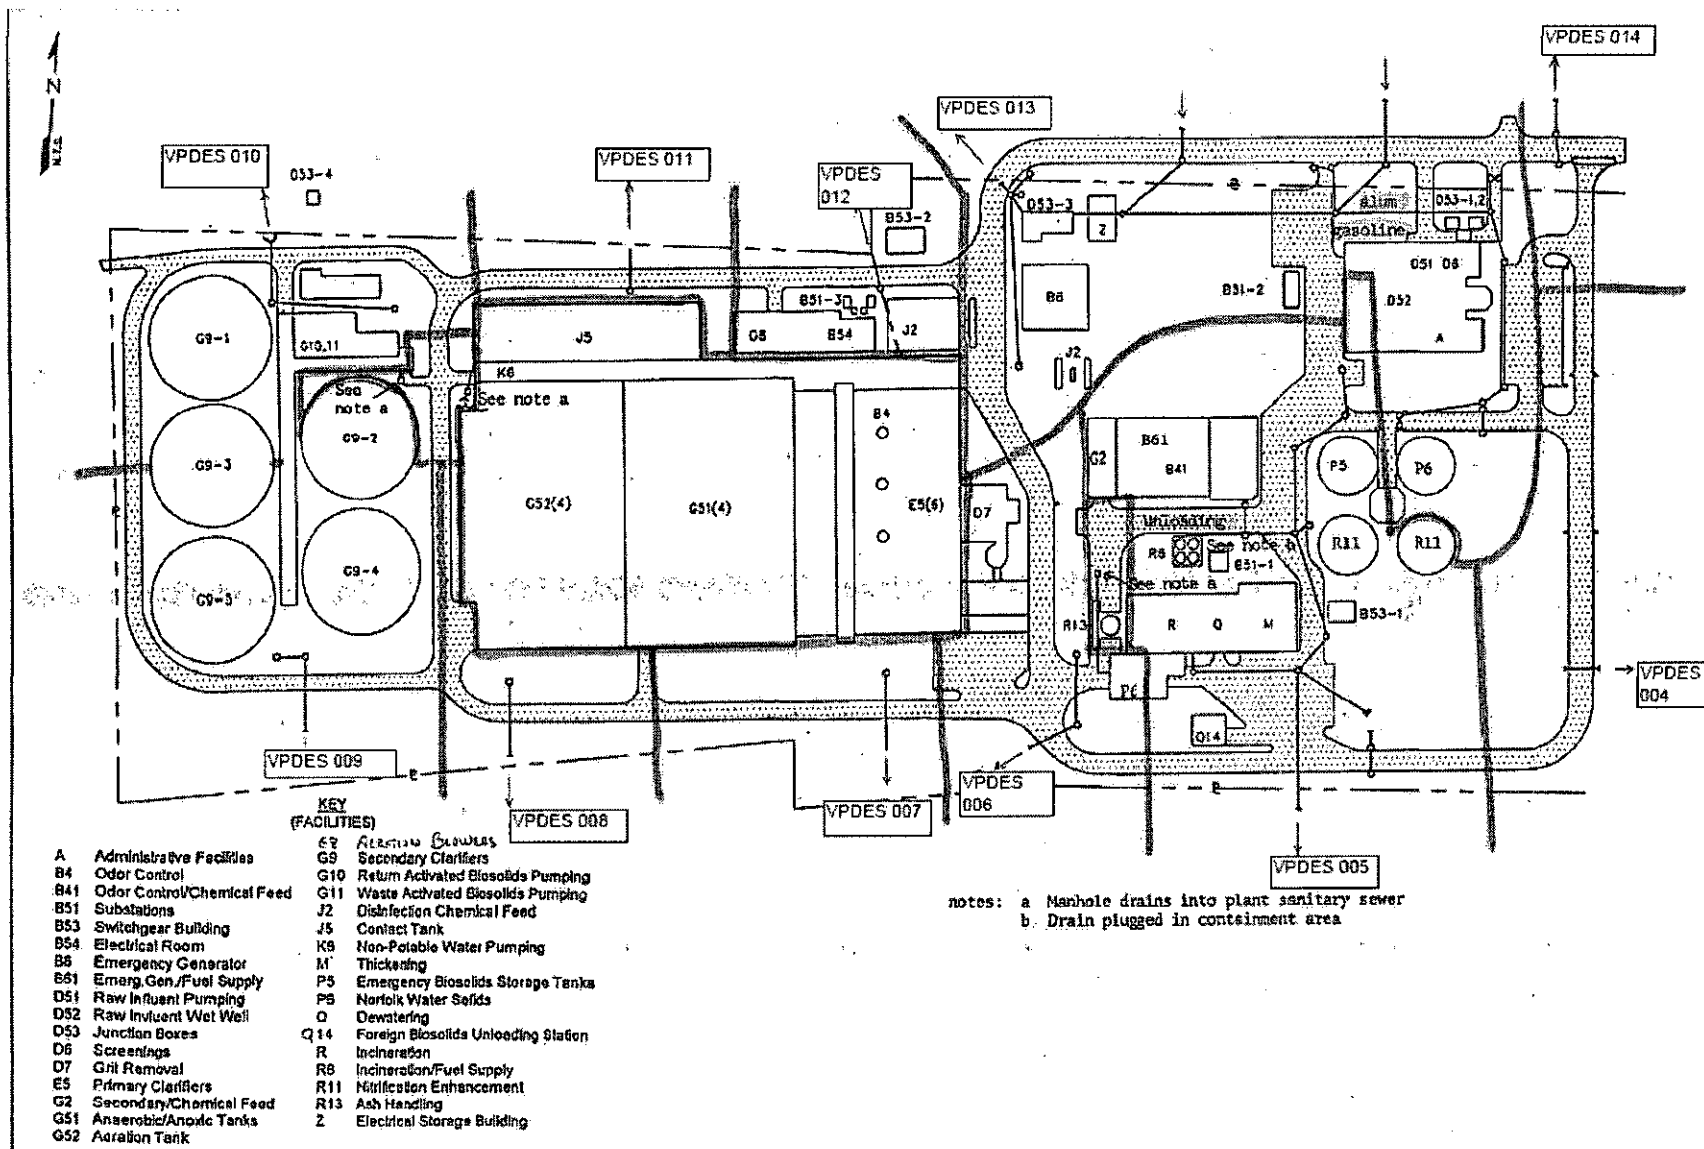 VPDES 014
N
N.T.S.
VPDES 013
VPDES 010
D53-4
VPDES 011
VPDES
012
B53-2
D53-3
Z
Alum
D53-1,2
gasoline
D51 D6
G9-1
G10,11
J5
B51-3
G8
B54
J2
B6
B51-2
D52
A
J2
K6
See
note a
See note a
G9-2
B4
G9-3
G2
B61
B41
P5
P6
G52(4)
G51(4)
E5(6)
D7
Unloading
R8
See note b
B51-1
R11
R11
G9-4
See note a
G9-5
R13
R
Q
M
B53-1
VPDES
004
Q14
VPDES 009
VPDES
006
VPDES 008
VPDES 007
VPDES 005
KEY
(FACILITIES)
A Administrative Facilities
B4 Odor Control
B41 Odor Control/Chemical Feed
B51 Substations
B53 Switchgear Building
B54 Electrical Room
B6 Emergency Generator
B61 Emerg.Gen./Fuel Supply
D51 Raw Influent Pumping
D52 Raw Influent Wet Well
D53 Junction Boxes
D6 Screenings
D7 Grit Removal
E5 Primary Clarifiers
G2 Secondary/Chemical Feed
G51 Anaerobic/Anoxic Tanks
G52 Aeration Tank
G8 Aeration Blowers
G9 Secondary Clarifiers
G10 Return Activated Biosolids Pumping
G11 Waste Activated Biosolids Pumping
J2 Disinfection Chemical Feed
J5 Contact Tank
K6 Non-Potable Water Pumping
M Thickening
P5 Emergency Biosolids Storage Tanks
P6 Norfolk Water Solids
Q Dewatering
Q14 Foreign Biosolids Unloading Station
R Incineration
R8 Incineration/Fuel Supply
R11 Nitrification Enhancement
R13 Ash Handling
Z Electrical Storage Building
notes: a Manhole drains into plant sanitary sewer
b Drain plugged in containment area